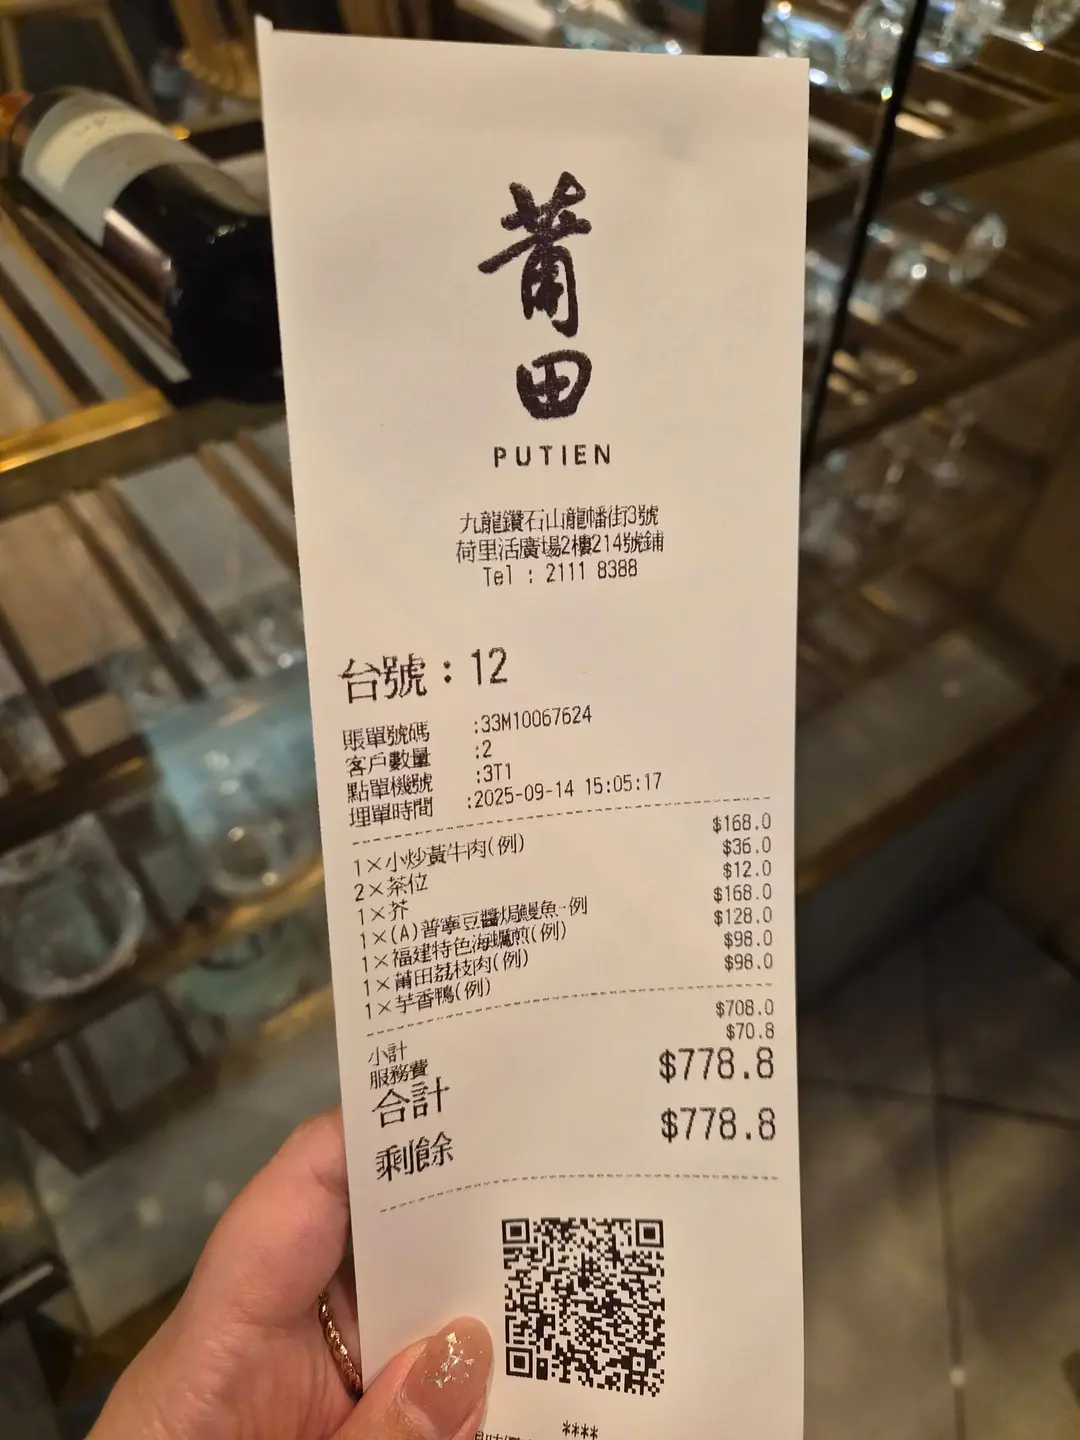 莆田
PUTIEN
九龍鑽石山龍蟠街3號
荷里活廣場2樓214號鋪
Tel : 2111 8388
台號 : 12
賬單號碼 :33M10067624
客戶數量 :2
點單機號 :3T1
埋單時間 :2025-09-14 15:05:17
1×小炒黃牛肉(例) $168.0
2×茶位 $36.0
1×芥 $12.0
1×(A)普寧豆醬焗鰻魚-例 $168.0
1×福建特色海蠣煎(例) $128.0
1×莆田荔枝肉(例) $98.0
1×芋香鴨(例) $98.0
小計 $708.0
服務費 $70.8
合計 $778.8
剩餘 $778.8
****